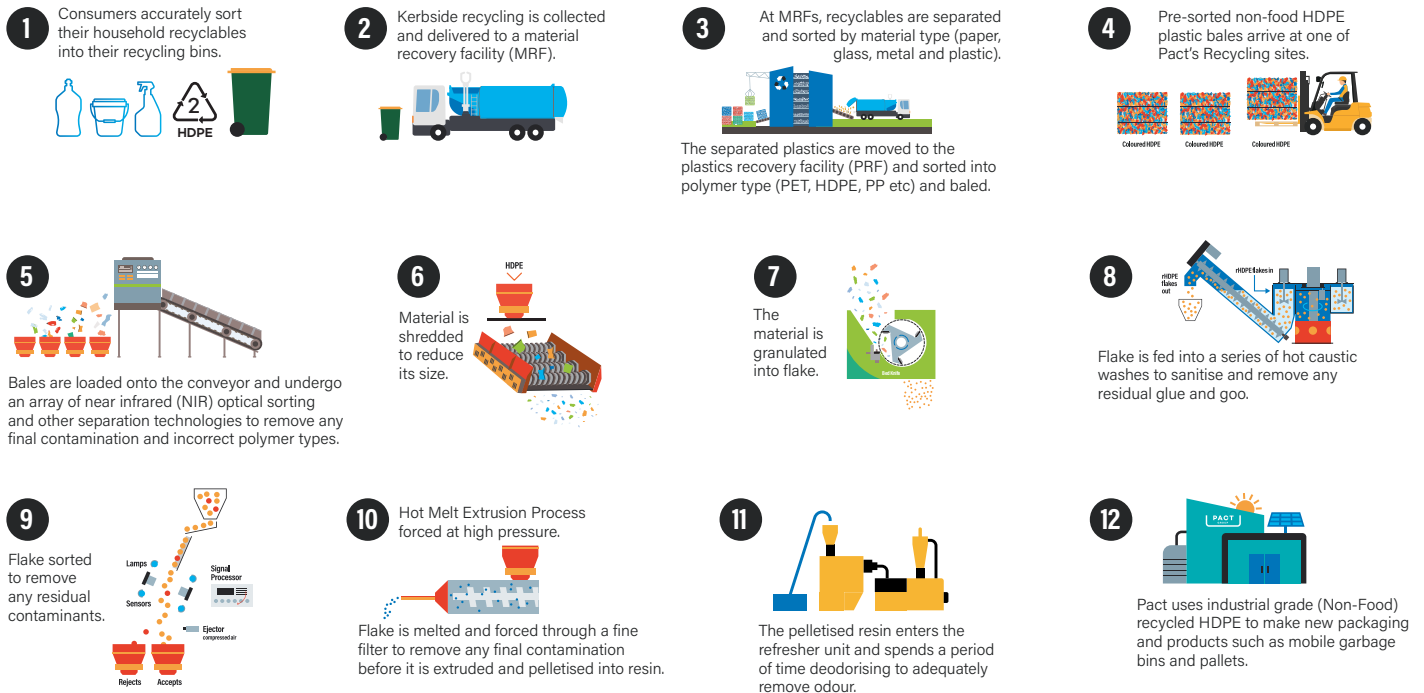 1
Consumers accurately sort
their household recyclables
into their recycling bins.
2
HDPE
2
Kerbside recycling is collected
and delivered to a material
recovery facility (MRF).
3
At MRFs, recyclables are separated
and sorted by material type (paper,
glass, metal and plastic).
The separated plastics are moved to the
plastics recovery facility (PRF) and sorted into
polymer type (PET, HDPE, PP etc) and baled.
4
Pre-sorted non-food HDPE
plastic bales arrive at one of
Pact's Recycling sites.
Coloured HDPE
Coloured HDPE
Coloured HDPE
5
Bales are loaded onto the conveyor and undergo
an array of near infrared (NIR) optical sorting
and other separation technologies to remove any
final contamination and incorrect polymer types.
6
HDPE
Material is
shredded
to reduce
its size.
7
The
material is
granulated
into flake.
8
rHDPE
flakes
out
rHDPE flakes in
Flake is fed into a series of hot caustic
washes to sanitise and remove any
residual glue and goo.
9
Flake sorted
to remove
any residual
contaminants.
Lamps
Sensors
Signal
Processor
Ejector
compressed air
Rejects
Accepts
10
Hot Melt Extrusion Process
forced at high pressure.
Flake is melted and forced through a fine
filter to remove any final contamination
before it is extruded and pelletised into resin.
11
The pelletised resin enters the
refresher unit and spends a period
of time deodorising to adequately
remove odour.
12
PACT
Pact uses industrial grade (Non-Food)
recycled HDPE to make new packaging
and products such as mobile garbage
bins and pallets.